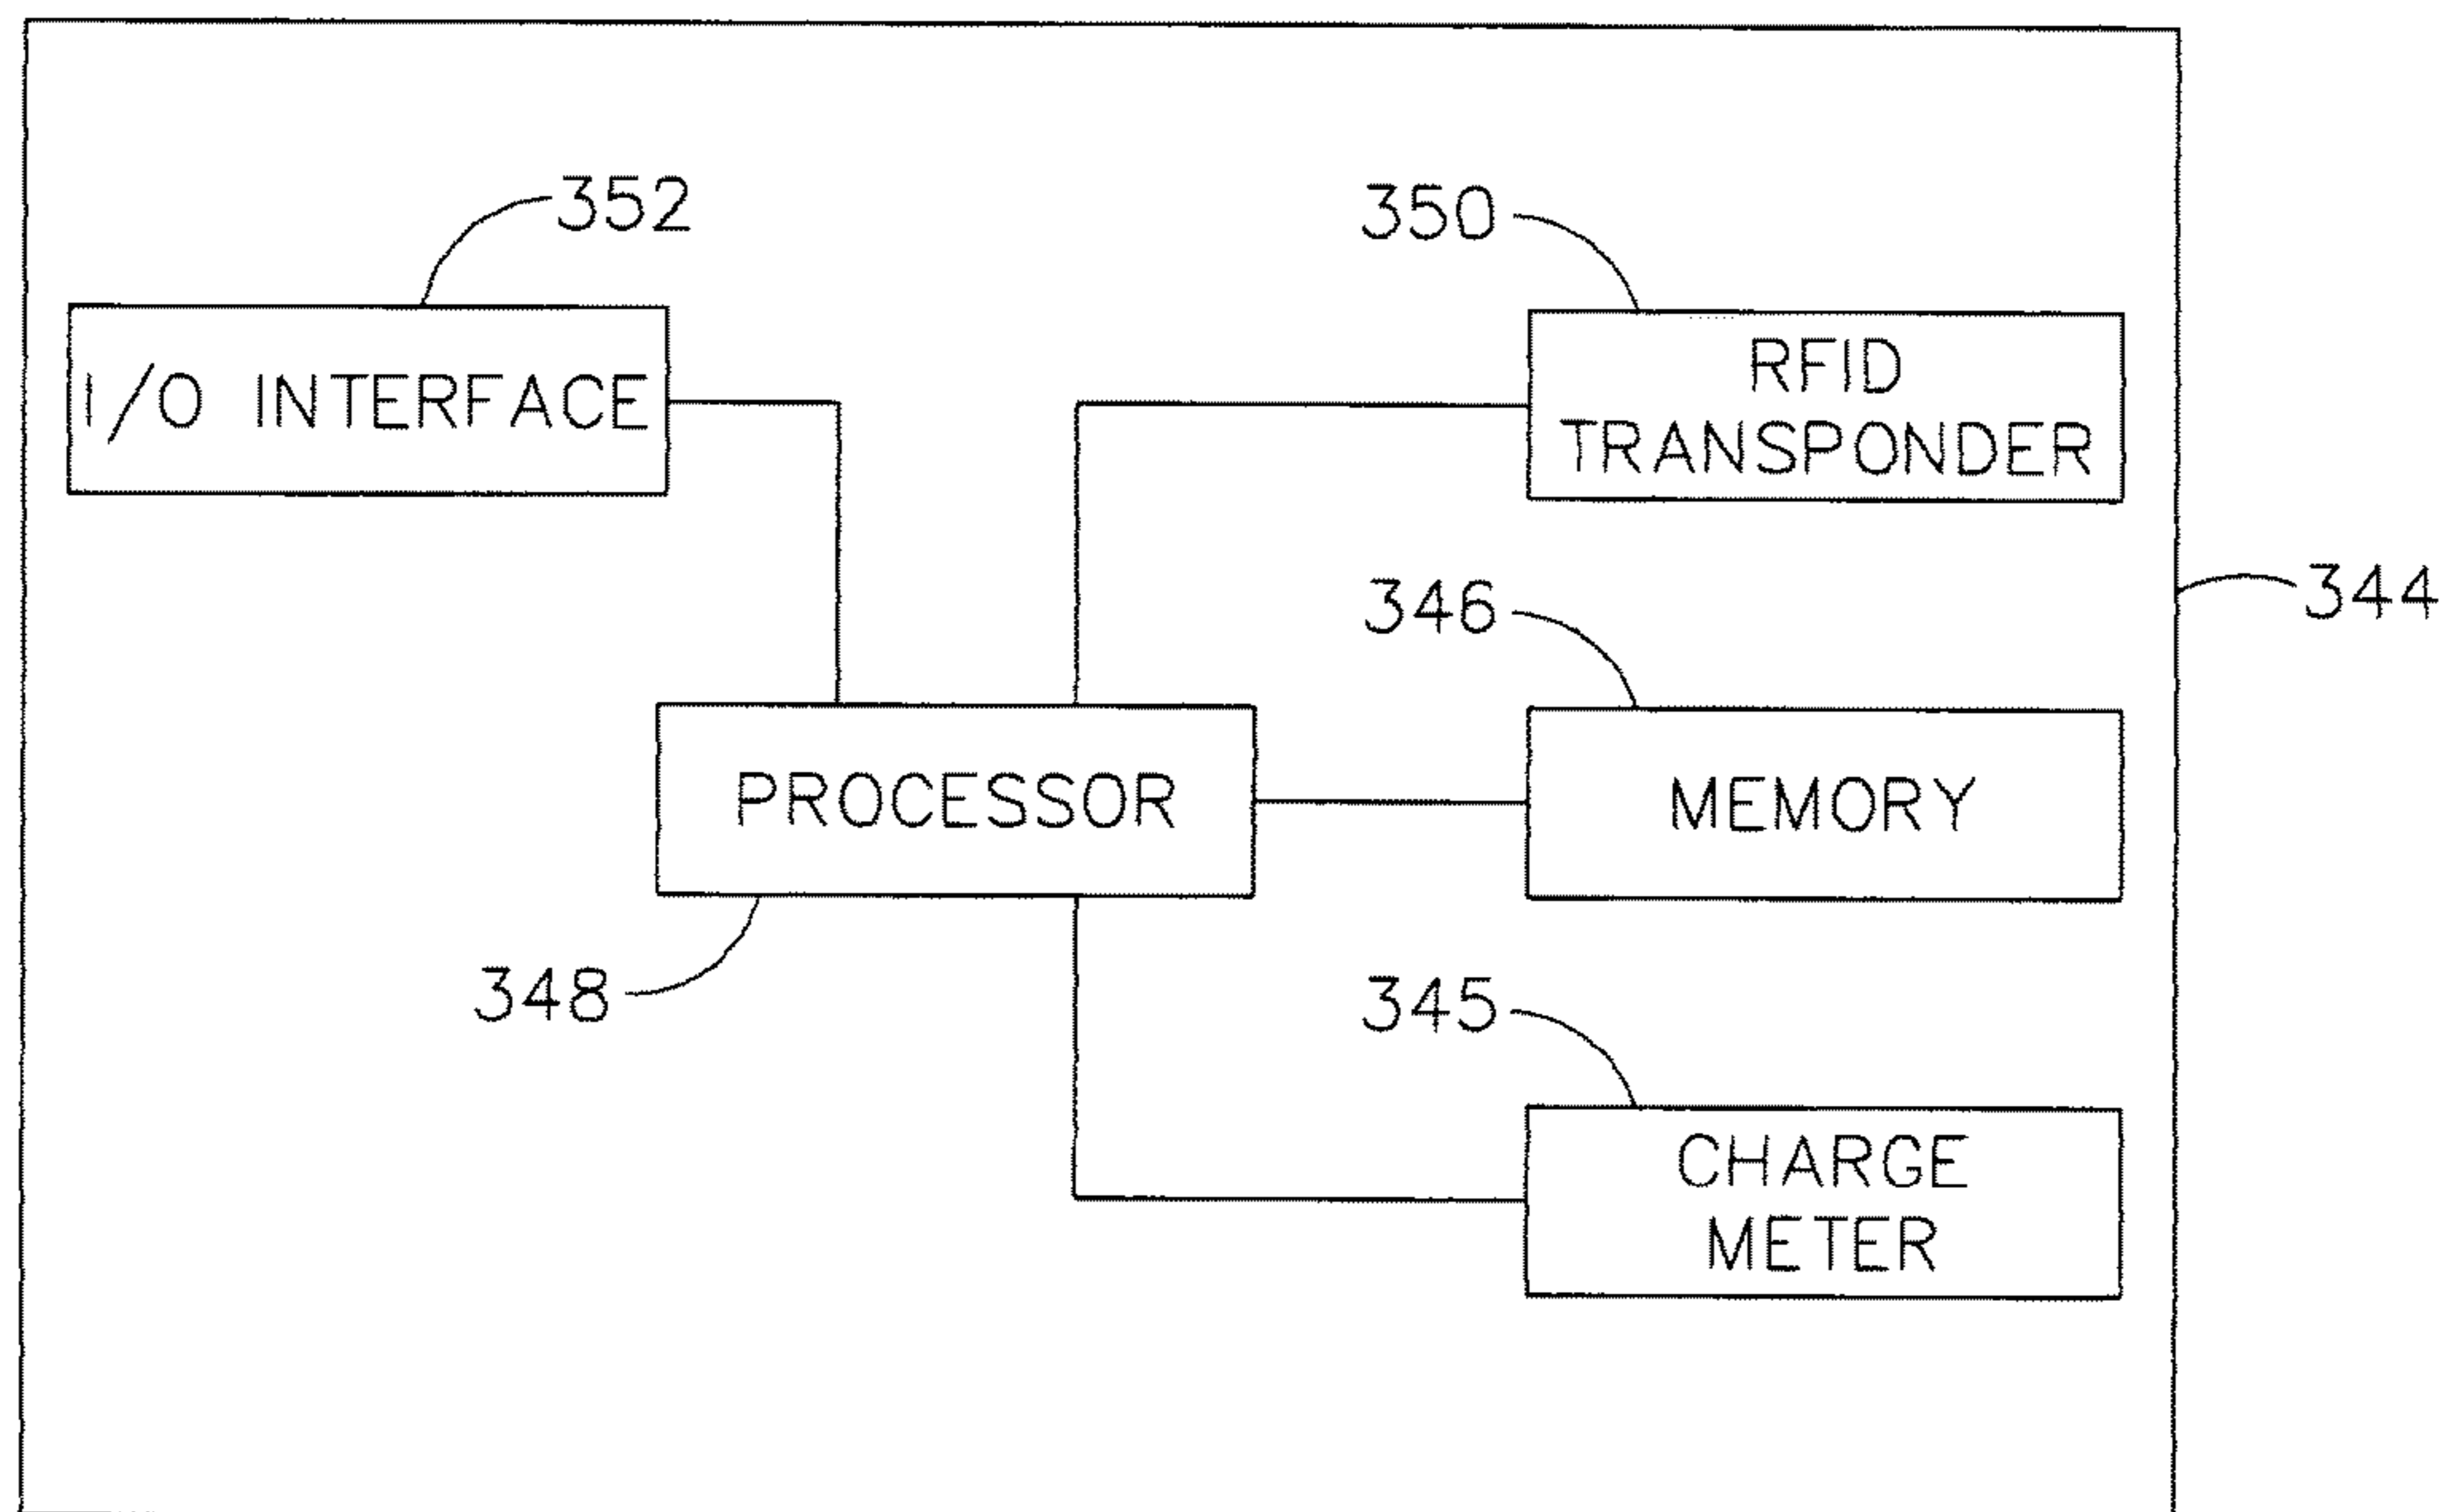 352
350
I/O INTERFACE
RFID
TRANSPONDER
344
346
PROCESSOR
MEMORY
348
345
CHARGE
METER